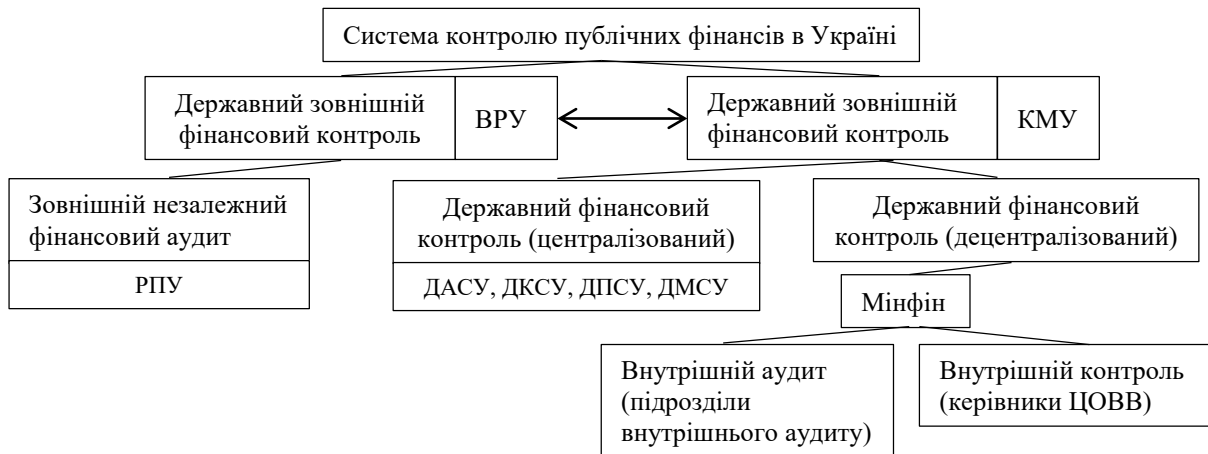 Система контролю публічних фінансів в Україні
Державний зовнішній
фінансовий контроль
ВРУ
Державний зовнішній
фінансовий контроль
КМУ
Зовнішній незалежний
фінансовий аудит
РПУ
Державний фінансовий
контроль (централізований)
ДАСУ, ДКСУ, ДПСУ, ДМСУ
Державний фінансовий
контроль (децентралізований)
Мінфін
Внутрішній аудит
(підрозділи
внутрішнього аудиту)
Внутрішній контроль
(керівники ЦОВВ)